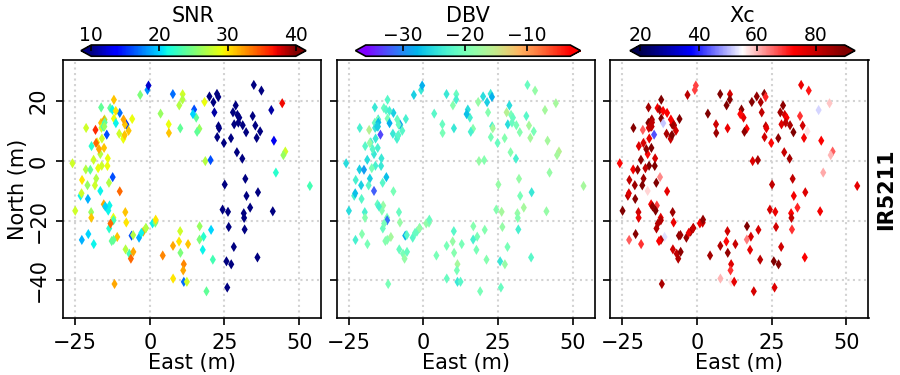 SNR DBV Xc
10 20 30 40 −30 −20 −10 20 40 60 80
20
0
−20
−40
North (m)
IR5211
−25 0 25 50 −25 0 25 50 −25 0 25 50
East (m) East (m) East (m)